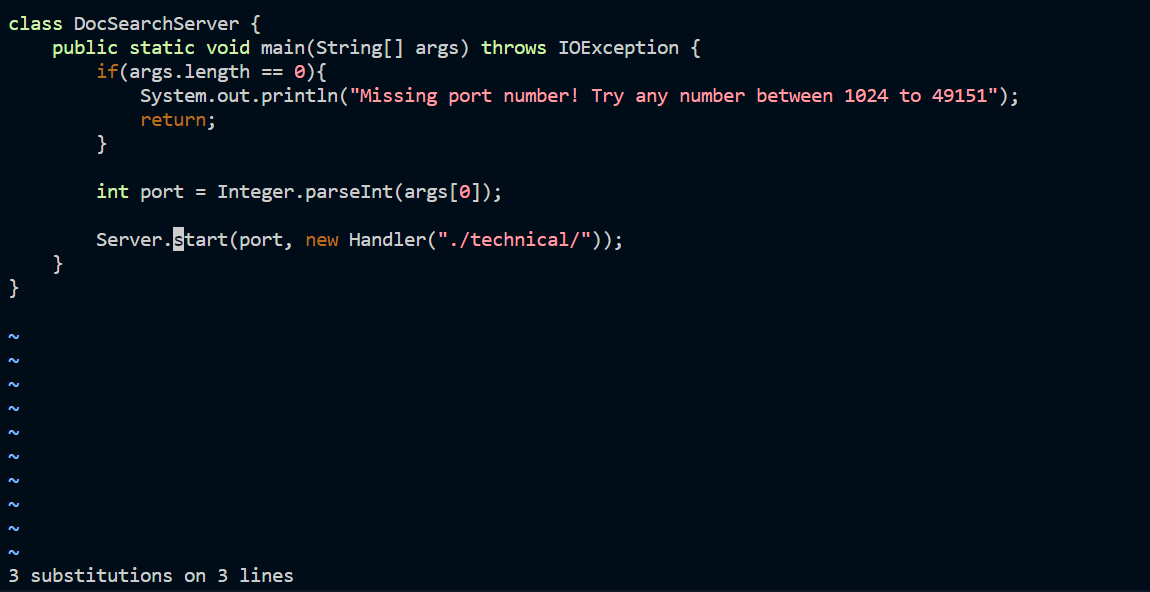 class DocSearchServer {
    public static void main(String[] args) throws IOException {
        if(args.length == 0){
            System.out.println("Missing port number! Try any number between 1024 to 49151");
            return;
        }

        int port = Integer.parseInt(args[0]);

        Server.start(port, new Handler("./technical/"));
    }
}

~
~
~
~
~
~
~
~
~
~
3 substitutions on 3 lines